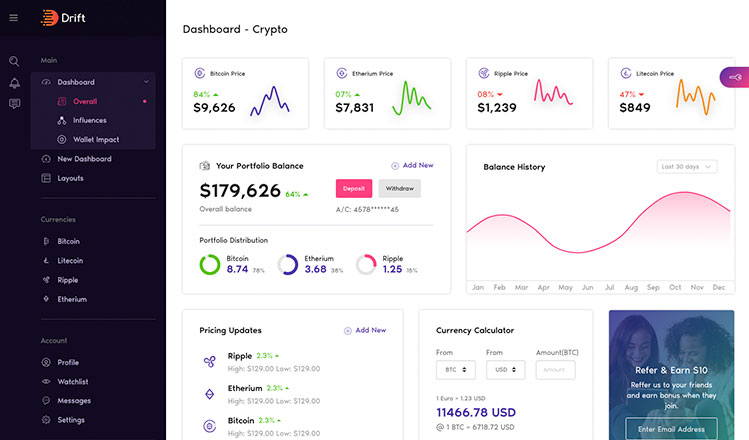 Drift
Dashboard - Crypto
Main
Dashboard
Overall
Influences
Wallet Impact
New Dashboard
Layouts
Currencies
Bitcoin
Litecoin
Ripple
Etherium
Account
Profile
Watchlist
Messages
Settings
Bitcoin Price
84%
$9,626
Etherium Price
07%
$7,831
Ripple Price
08%
$1,239
Litecoin Price
47%
$849
Your Portfolio Balance
Add New
$179,626 64%
Deposit
Withdraw
Overall balance
A/C: 4578******45
Portfolio Distribution
Bitcoin
8.74 78%
Etherium
3.68 38%
Ripple
1.25 15%
Balance History
Last 30 days
Jan Feb Mar Apr May Jun Jul Aug Sep Oct Nov Dec
Pricing Updates
Add New
Ripple 2.3%
High: $129.00 Low: $129.00
Etherium 2.3%
High: $129.00 Low: $129.00
Bitcoin 2.3%
High: $129.00 Low: $129.00
Currency Calculator
From From Amount(BTC)
BTC USD Amount
1 Euro = 1.23 USD
11466.78 USD
@ 1 BTC = 6718.72 USD
Refer & Earn $10
Reffer us to your friends
and earn bonus when they
join.
Enter Email Address